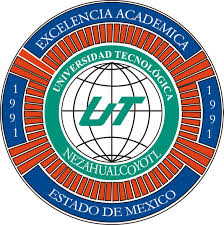 EXCELENCIA ACADEMICA
1991
1991
UNIVERSIDAD TECNOLÓGICA
UT
NEZAHUALCOYOTL
ESTADO DE MEXICO